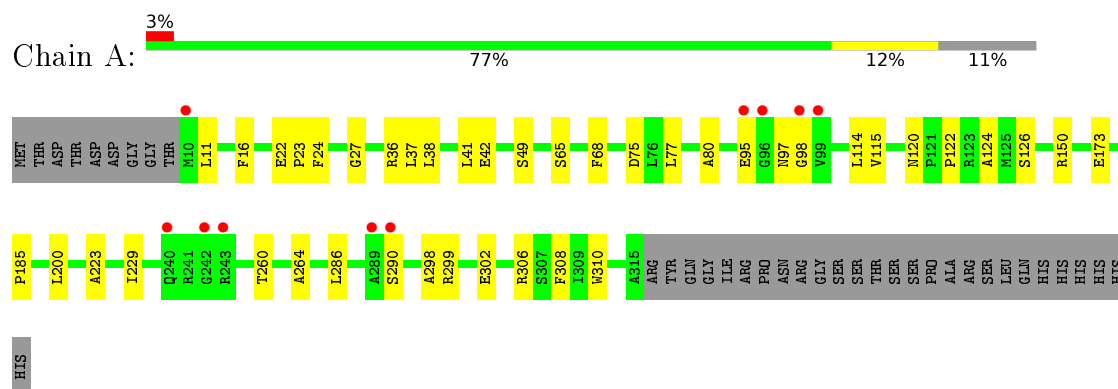 3%
Chain A:
77% 12% 11%
MET THR ASP THR ASP ASP GLY GLY THR M10 L11 F16 E22 P23 F24 G27 R36 L37 L38 L41 E42 S49 S65 F68 D75 L76 L77 A80 E95 G96 N97 G98 V99 L114 V115 N120 P121 P122 R123 A124 M125 S126 R150 E173
P185 L200 A223 I229 Q240 R241 G242 R243 T260 A264 L286 A289 S290 A298 R299 E302 R306 S307 F308 I309 W310 A315 ARG TYR GLN GLY GLY ILE ARG PRO ASN ARG GLY SER SER THR SER SER PRO ALA ARG SER LEU GLN HIS HIS HIS HIS HIS
HIS